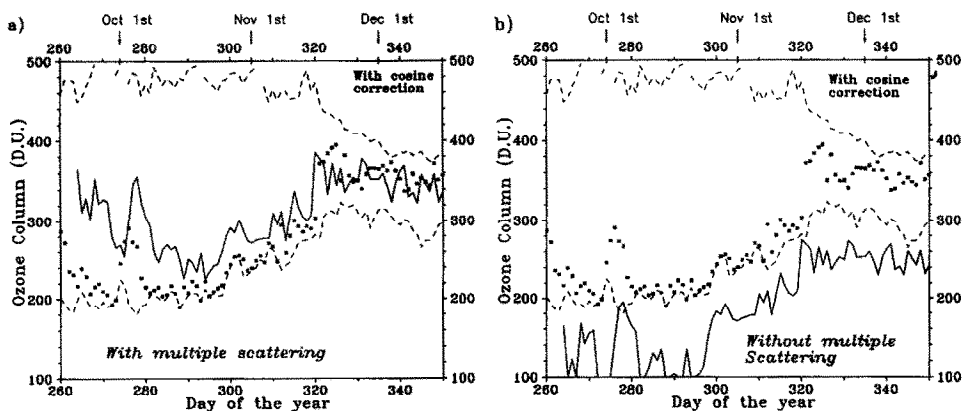 a)
Oct 1st Nov 1st Dec 1st
260 280 300 320 340
500 500
With cosine
correction
400 400
300 300
200 200
100 100
Ozone Column (D.U.)
With multiple scattering
260 280 300 320 340
Day of the year
b)
Oct 1st Nov 1st Dec 1st
260 280 300 320 340
500 500
With cosine
correction
400 400
300 300
200 200
100 100
Ozone Column (D.U.)
Without multiple
Scattering
260 280 300 320 340
Day of the year